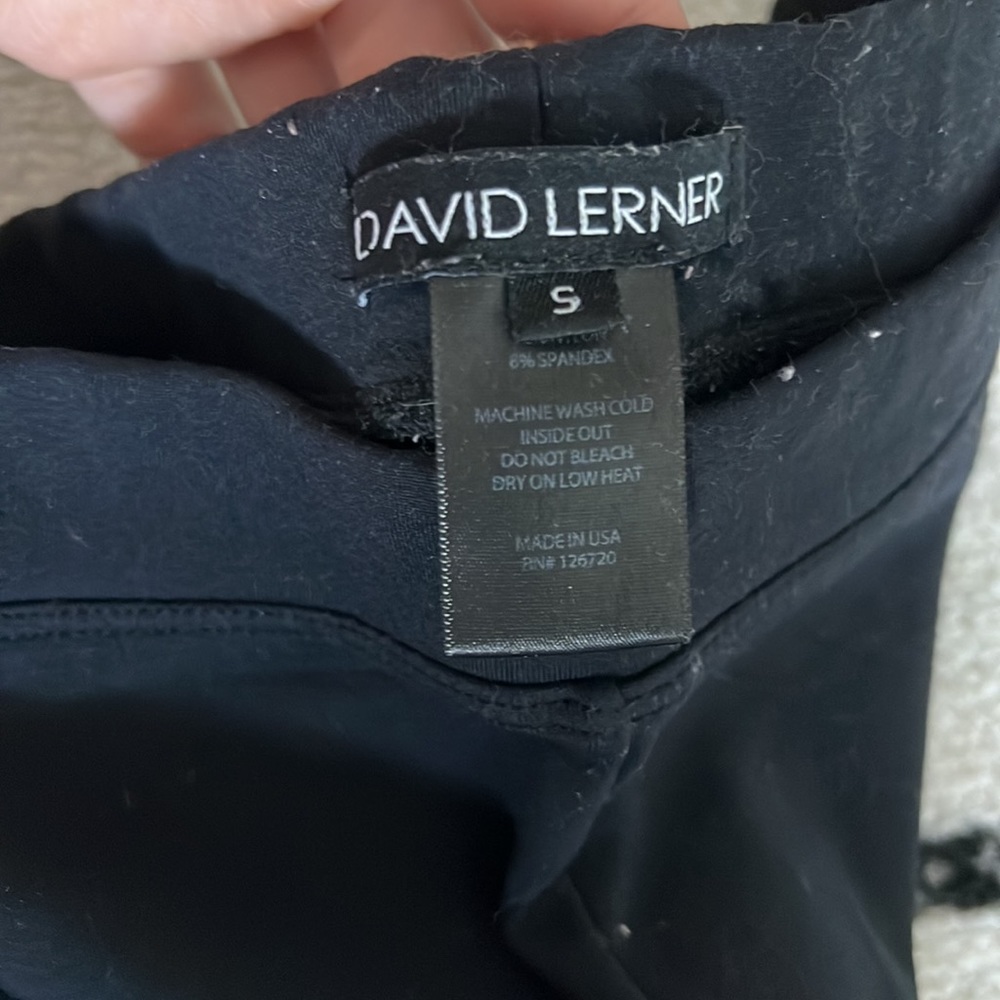 DAVID LERNER
S
6% SPANDEX
MACHINE WASH COLD
INSIDE OUT
DO NOT BLEACH
DRY ON LOW HEAT
MADE IN USA
RN# 126720